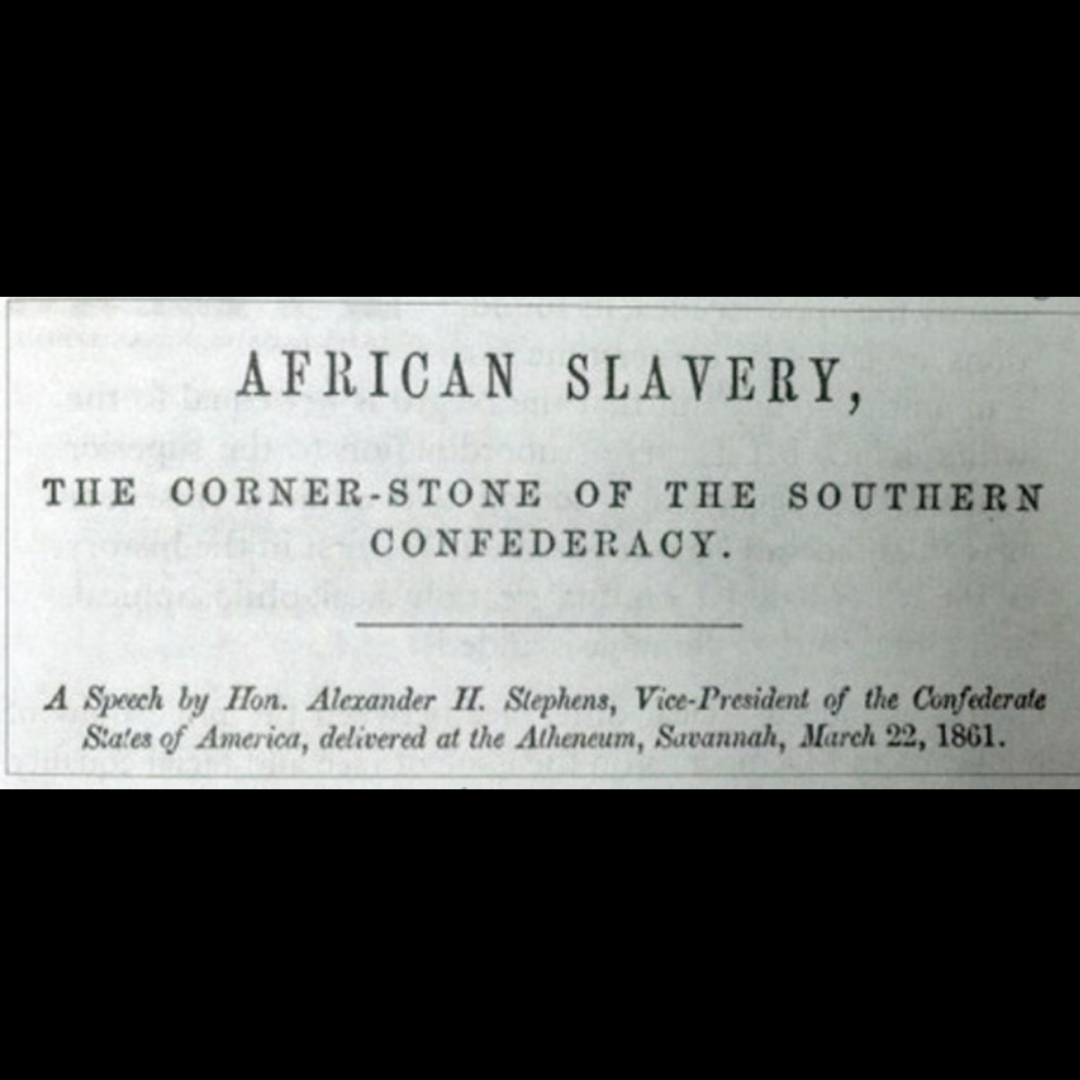 AFRICAN SLAVERY,
THE CORNER-STONE OF THE SOUTHERN
CONFEDERACY.
A Speech by Hon. Alexander H. Stephens, Vice-President of the Confederate
States of America, delivered at the Atheneum, Savannah, March 22, 1861.